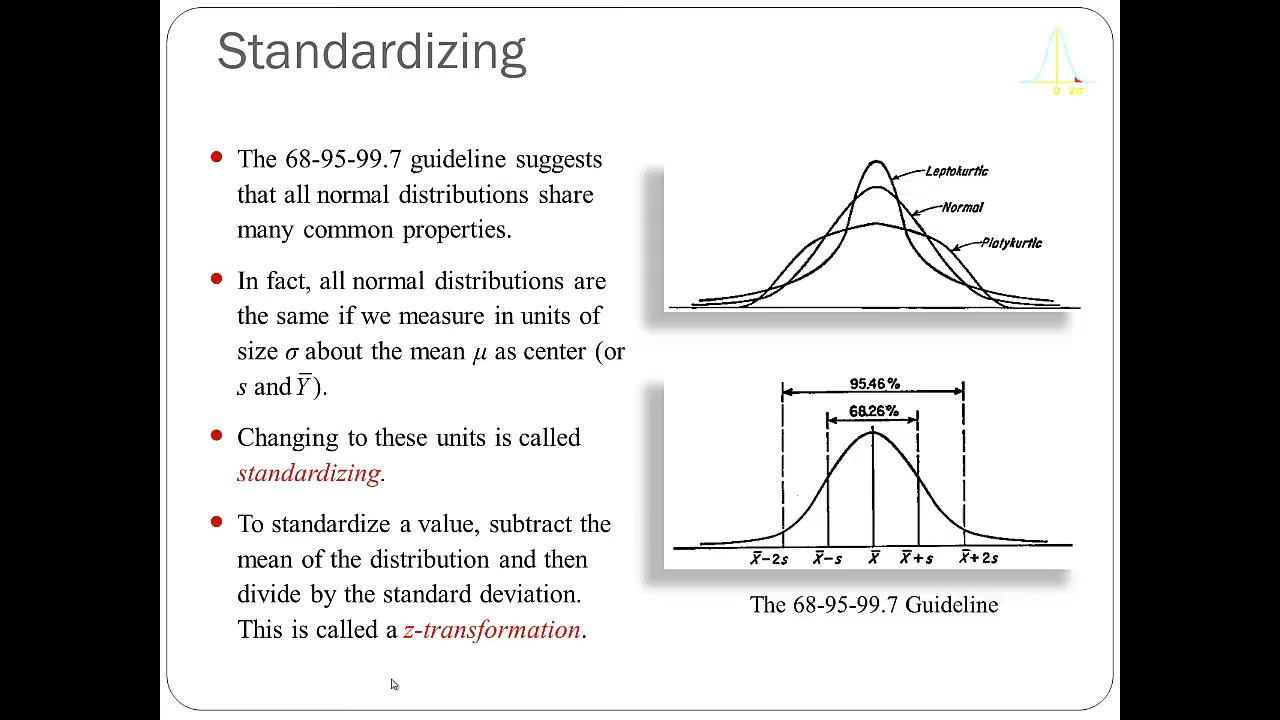 Standardizing
0 2σ
The 68-95-99.7 guideline suggests
that all normal distributions share
many common properties.
In fact, all normal distributions are
the same if we measure in units of
size σ about the mean μ as center (or
s and Y̅).
Changing to these units is called
standardizing.
To standardize a value, subtract the
mean of the distribution and then
divide by the standard deviation.
This is called a z-transformation.
Leptokurtic
Normal
Platykurtic
95.46%
68.26%
X̅-2s X̅-s X̅ X̅+s X̅+2s
The 68-95-99.7 Guideline